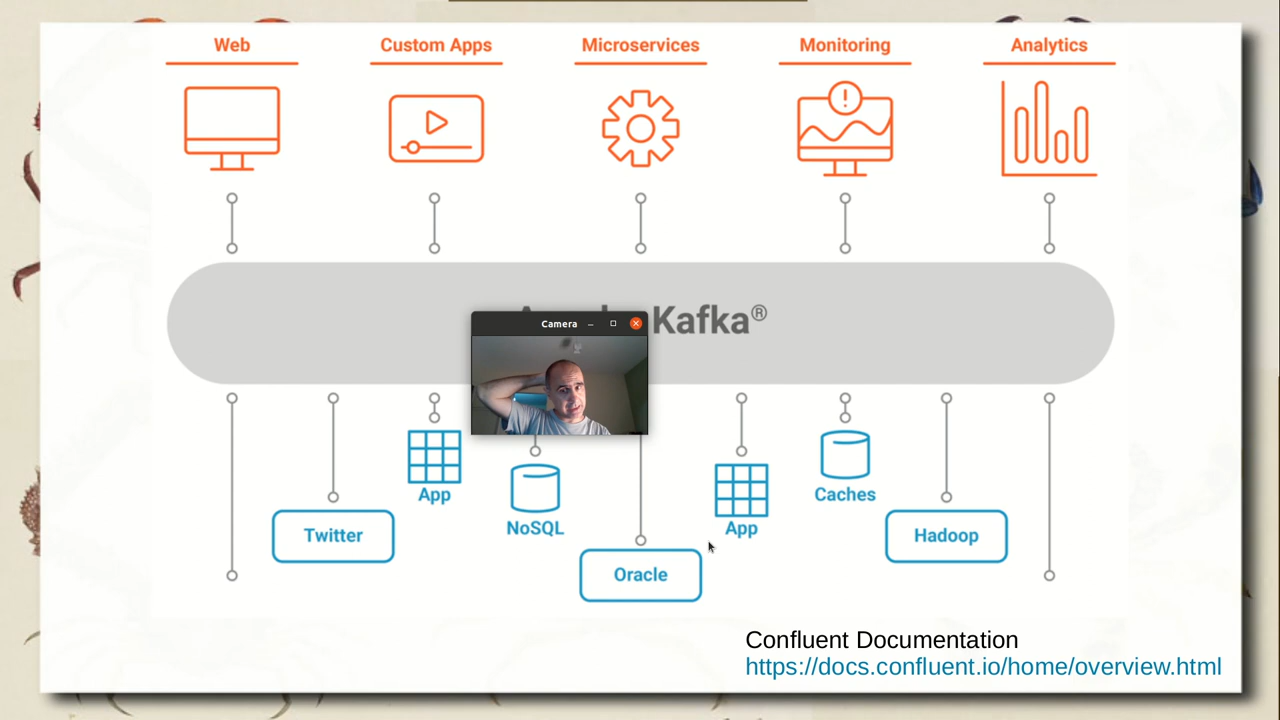 Web Custom Apps Microservices Monitoring Analytics
Kafka®
Camera
App
Caches
NoSQL
App
Twitter
Hadoop
Oracle
Confluent Documentation
https://docs.confluent.io/home/overview.html